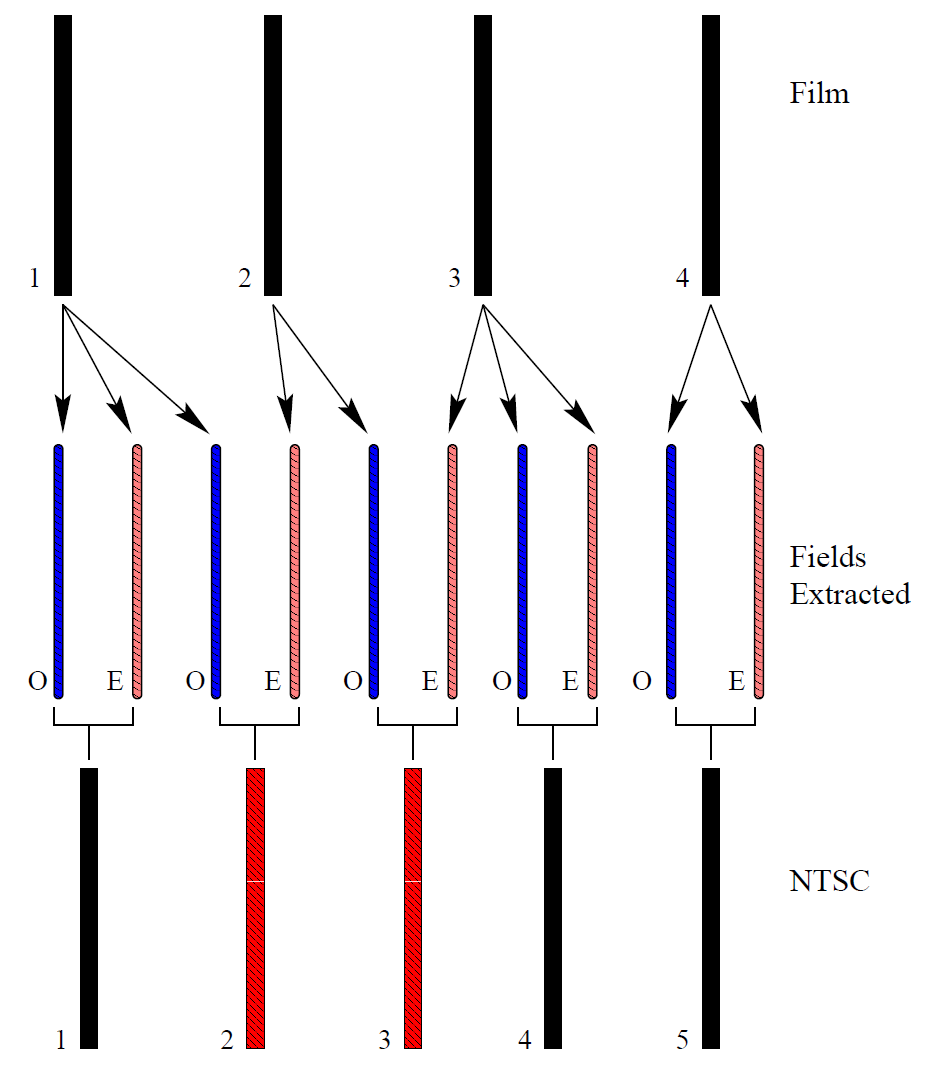 Film
1 2 3 4
Fields
Extracted
O E O E O E O E O E
NTSC
1 2 3 4 5